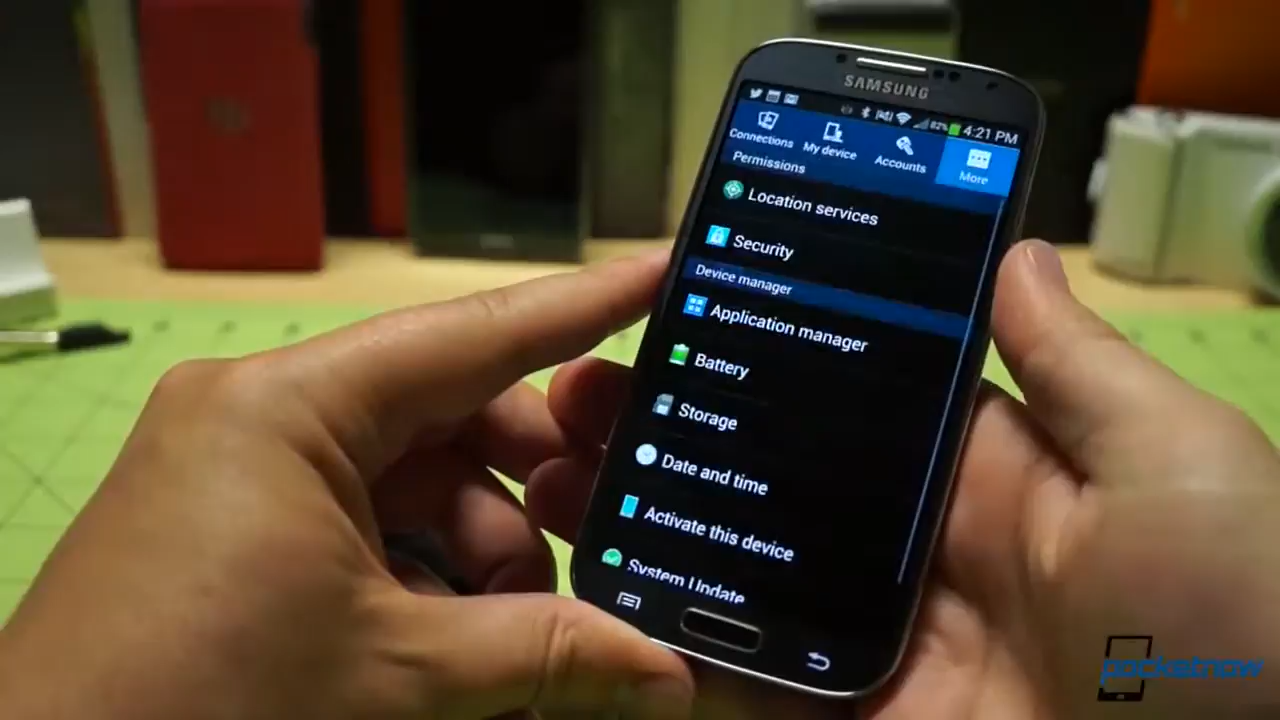 SAMSUNG
82% 4:21 PM
Connections My device Accounts More
Permissions
Location services
Security
Device manager
Application manager
Battery
Storage
Date and time
Activate this device
System Update
pocketnow